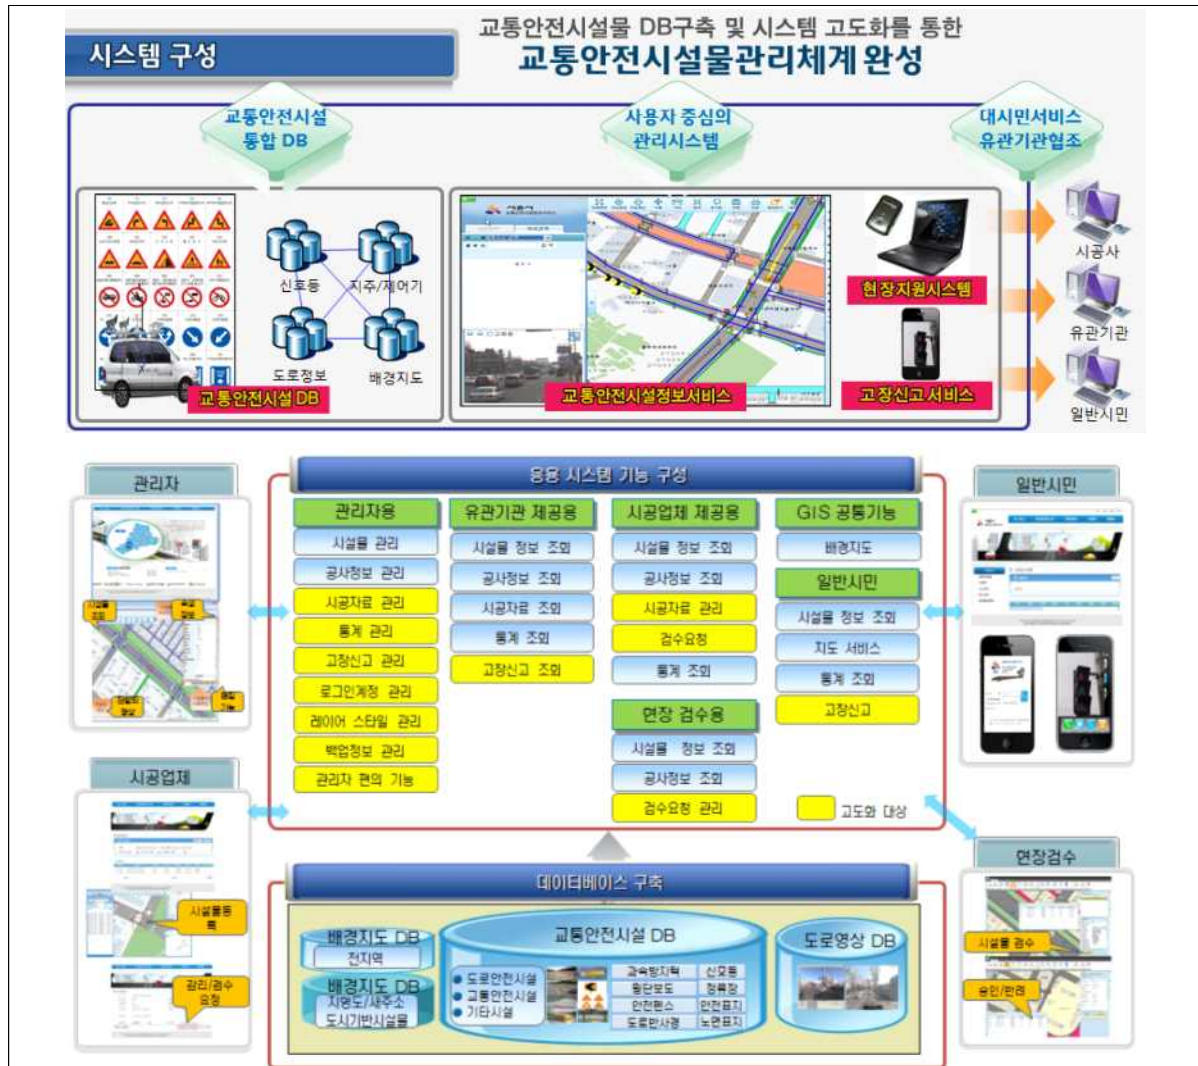 시스템 구성
교통안전시설물 DB구축 및 시스템 고도화를 통한
교통안전시설물관리체계 완성
교통안전시설
통합 DB
사용자 중심의
관리시스템
대시민서비스
유관기관협조
신호등
지주/제어기
도로정보
배경지도
교통안전시설 DB
시흥시
교통안전시설정보서비스
현장지원시스템
고장신고 서비스
시공사
유관기관
일반시민
관리자
응용 시스템 기능 구성
일반시민
관리자용
시설물 관리
공사정보 관리
시공자료 관리
통계 관리
고장신고 관리
로그인계정 관리
레이어 스타일 관리
백업정보 관리
관리자 편의 기능
유관기관 제공용
시설물 정보 조회
공사정보 조회
시공자료 조회
통계 조회
고장신고 조회
시공업체 제공용
시설물 정보 조회
공사정보 조회
시공자료 관리
검수요청
통계 조회
현장 검수용
시설물 정보 조회
공사정보 조회
검수요청 관리
GIS 공통기능
배경지도
일반시민
시설물 정보 조회
지도 서비스
통계 조회
고장신고
고도화 대상
시공업체
시설물등
록
감리/검수
요청
현장검수
시설물 검수
승인/반려
데이터베이스 구축
배경지도 DB
전지역
배경지도 DB
지명도/새주소
도시기반시설물
교통안전시설 DB
도로안전시설
교통안전시설
기타시설
과속방지턱
신호등
횡단보도
정류장
안전펜스
안전표지
도로반사경
노면표지
도로영상 DB